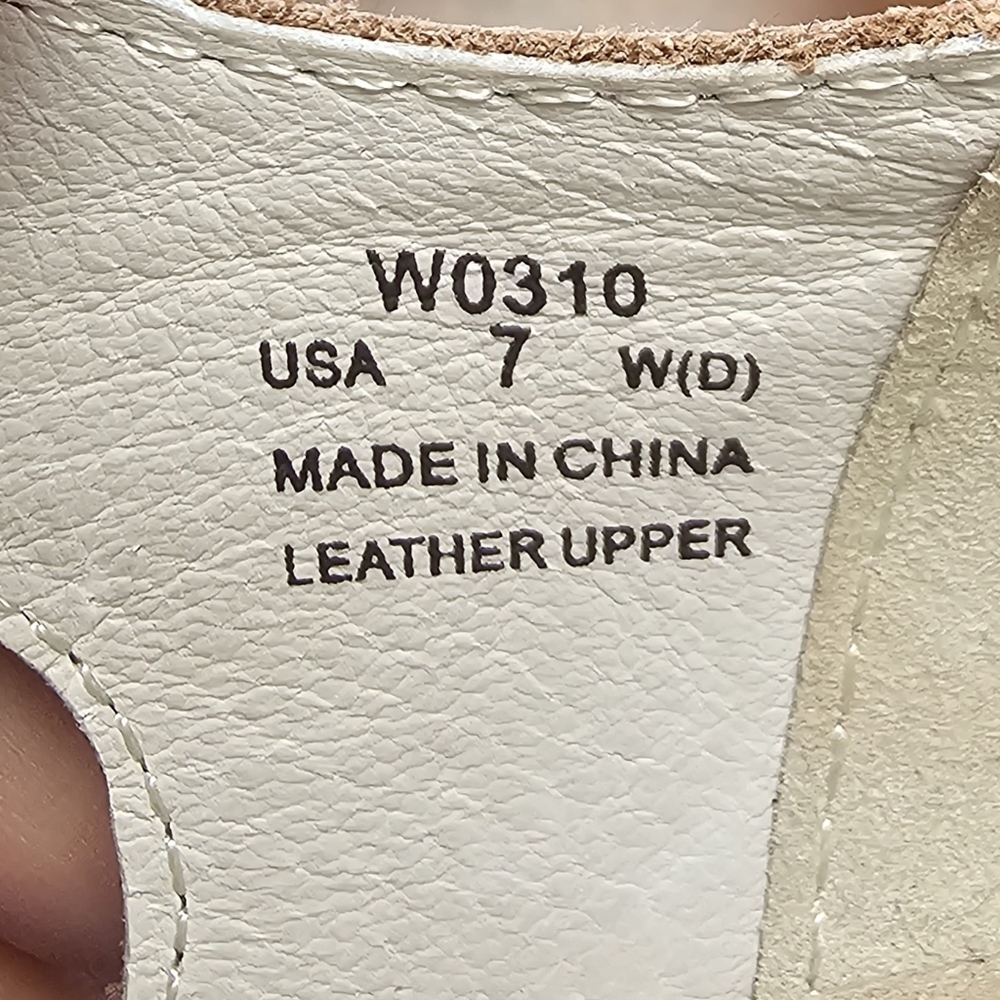 W0310
USA 7 W(D)
MADE IN CHINA
LEATHER UPPER